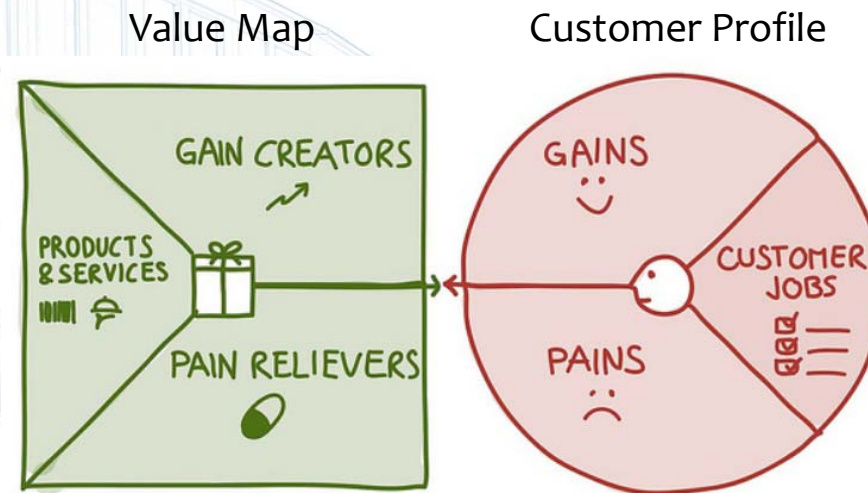 Value Map
Customer Profile
GAIN CREATORS
PRODUCTS
& SERVICES
PAIN RELIEVERS
GAINS
CUSTOMER
JOBS
PAINS